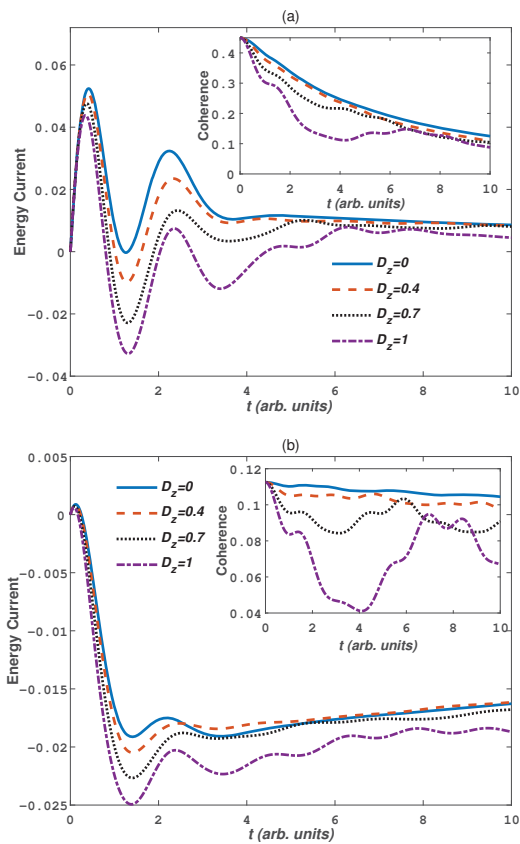 (a)
0.06
0.04
0.02
0
−0.02
−0.04
Energy Current
0 2 4 6 8 10
t (arb. units)
0.4
0.3
0.2
0.1
0
Coherence
0 2 4 6 8 10
t (arb. units)
D_z=0
D_z=0.4
D_z=0.7
D_z=1
(b)
0.005
0
−0.005
−0.01
−0.015
−0.02
−0.025
Energy Current
0 2 4 6 8 10
t (arb. units)
D_z=0
D_z=0.4
D_z=0.7
D_z=1
0.12
0.1
0.08
0.06
0.04
Coherence
0 2 4 6 8 10
t (arb. units)